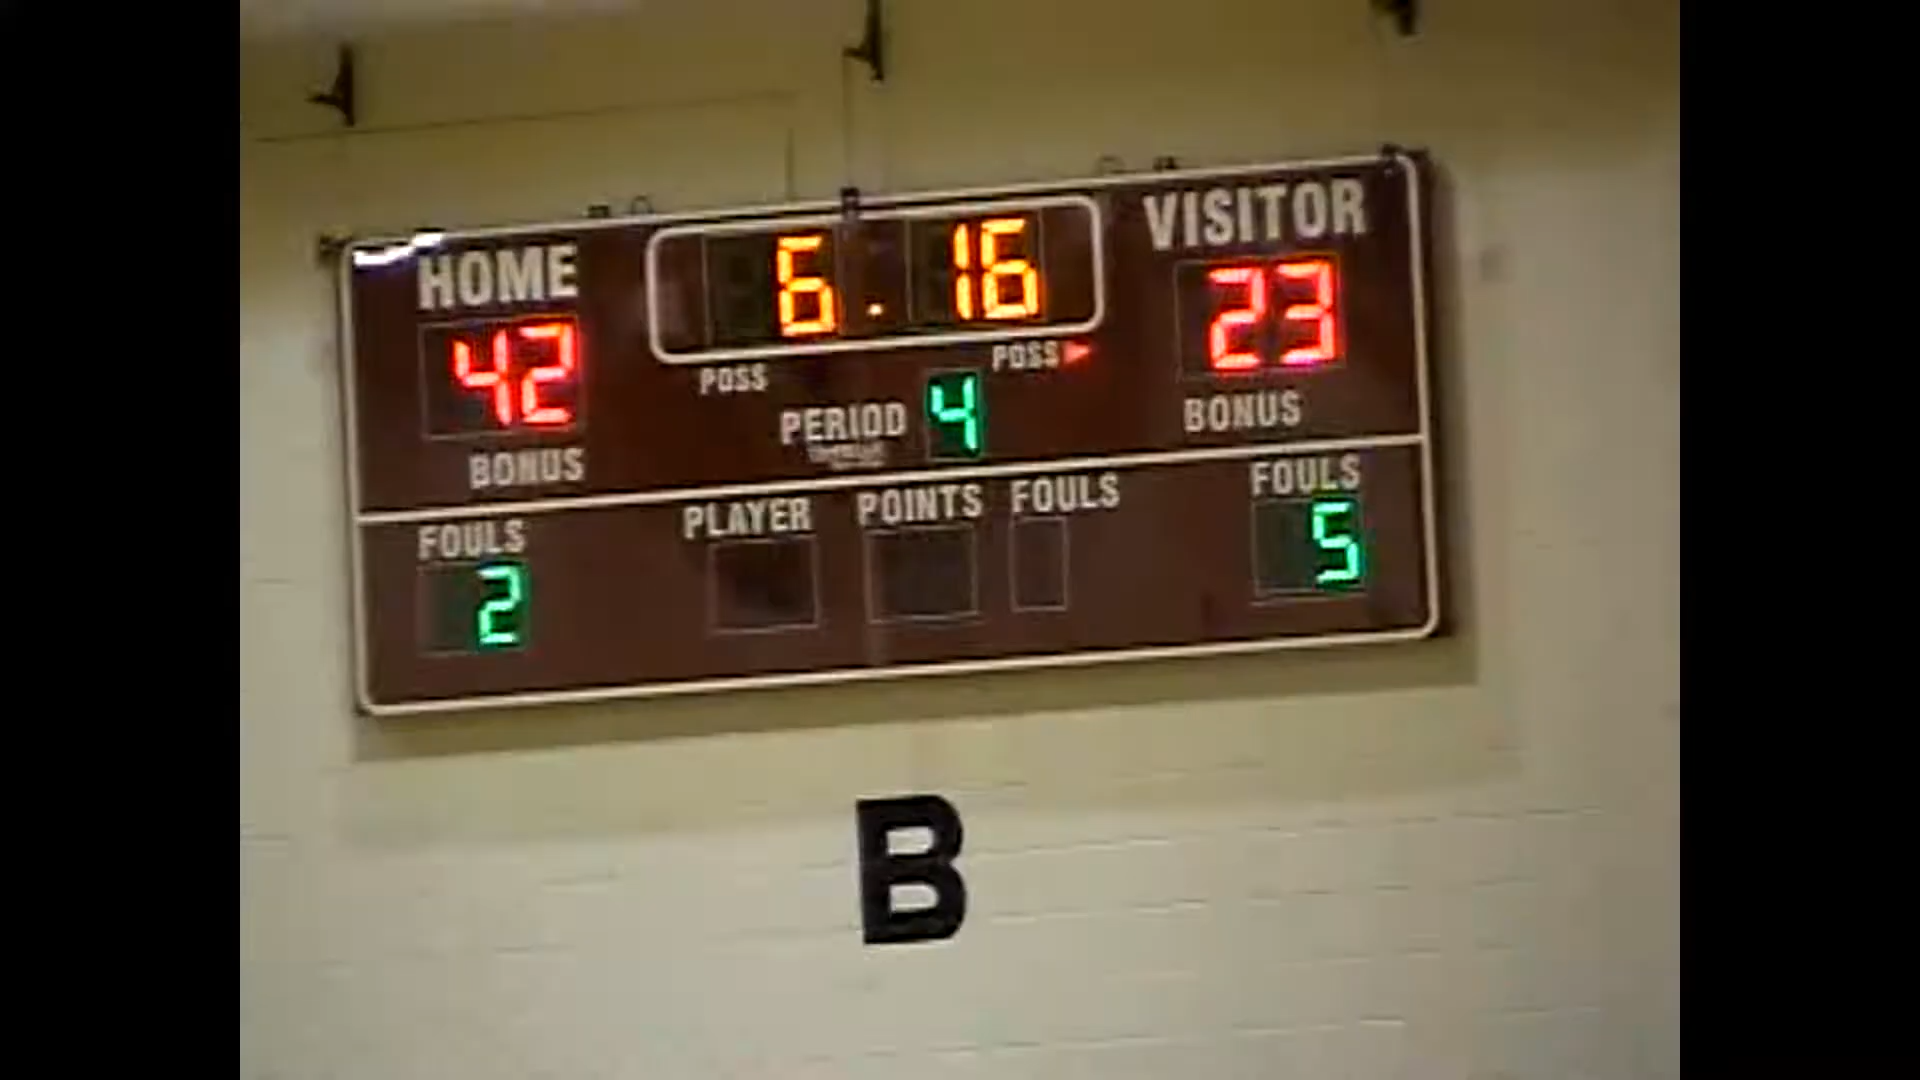 HOME
6.16
VISITOR
42
23
POSS
POSS
PERIOD 4
BONUS
BONUS
FOULS
PLAYER
POINTS
FOULS
FOULS
2
5
B